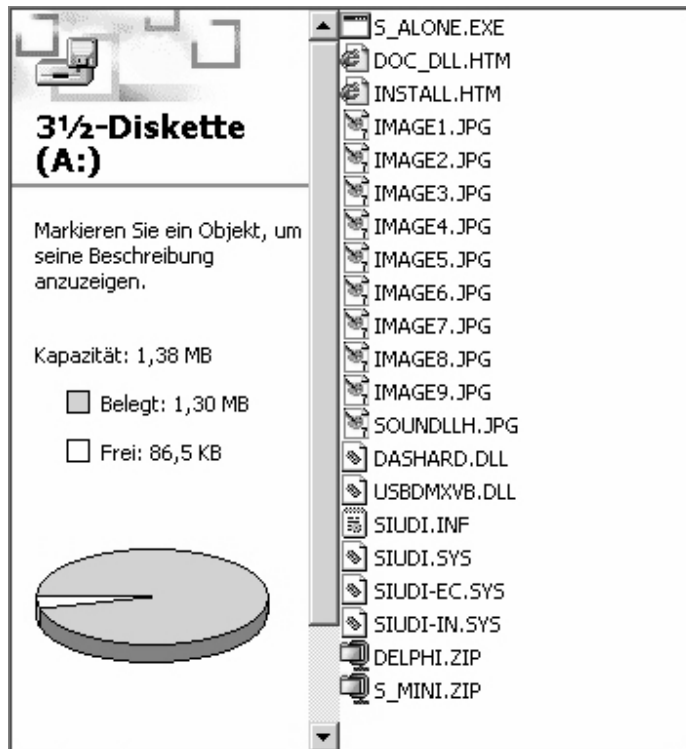 3½-Diskette
(A:)
Markieren Sie ein Objekt, um
seine Beschreibung
anzuzeigen.
Kapazität: 1,38 MB
Belegt: 1,30 MB
Frei: 86,5 KB
S_ALONE.EXE
DOC_DLL.HTM
INSTALL.HTM
IMAGE1.JPG
IMAGE2.JPG
IMAGE3.JPG
IMAGE4.JPG
IMAGE5.JPG
IMAGE6.JPG
IMAGE7.JPG
IMAGE8.JPG
IMAGE9.JPG
SOUNDLLH.JPG
DASHARD.DLL
USBDMXVB.DLL
SIUDI.INF
SIUDI.SYS
SIUDI-EC.SYS
SIUDI-IN.SYS
DELPHI.ZIP
S_MINI.ZIP